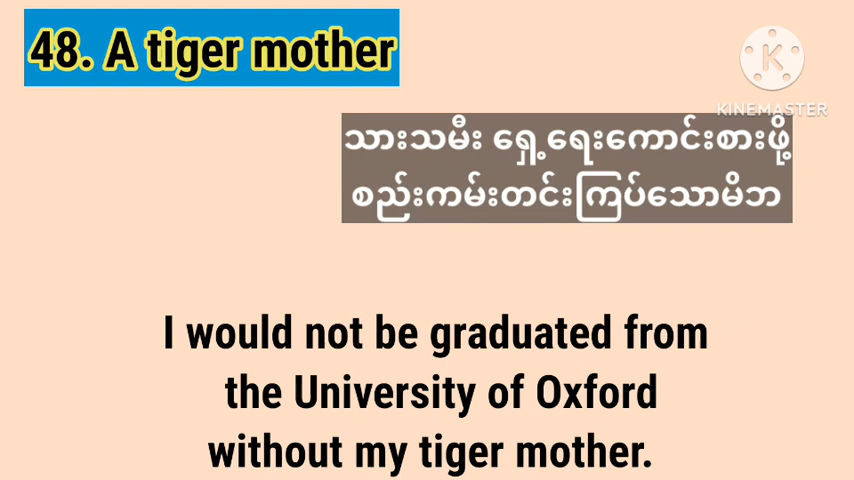 48. A tiger mother
KINEMASTER
သားသမီး ရှေ့ရေးကောင်းစားဖို့
စည်းကမ်းတင်းကြပ်သောမိဘ
I would not be graduated from
the University of Oxford
without my tiger mother.